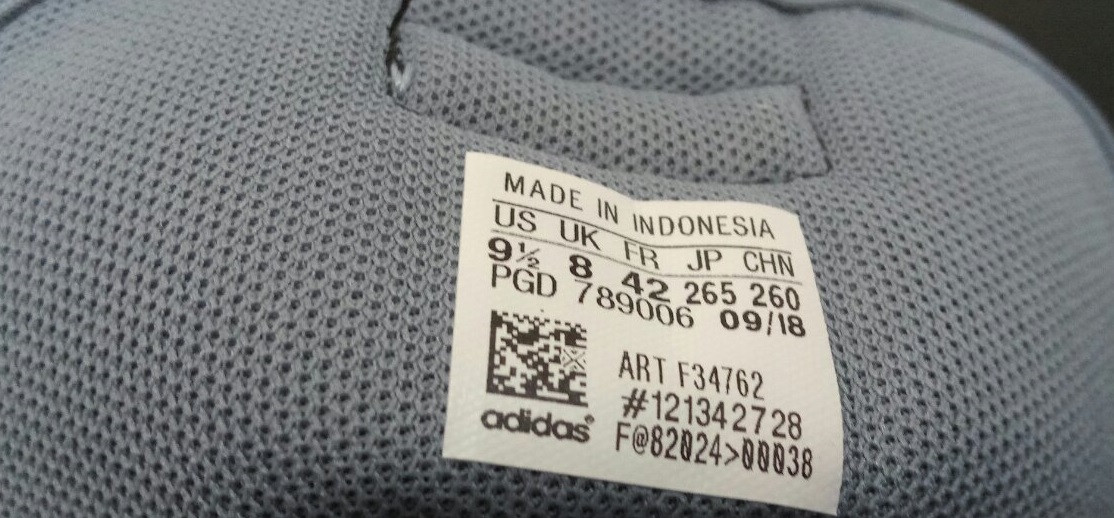 MADE IN INDONESIA
US UK FR JP CHN
9½ 8 42 265 260
PGD 789006 09/18
ART F34762
#121342728
adidas®
F@82024>00038